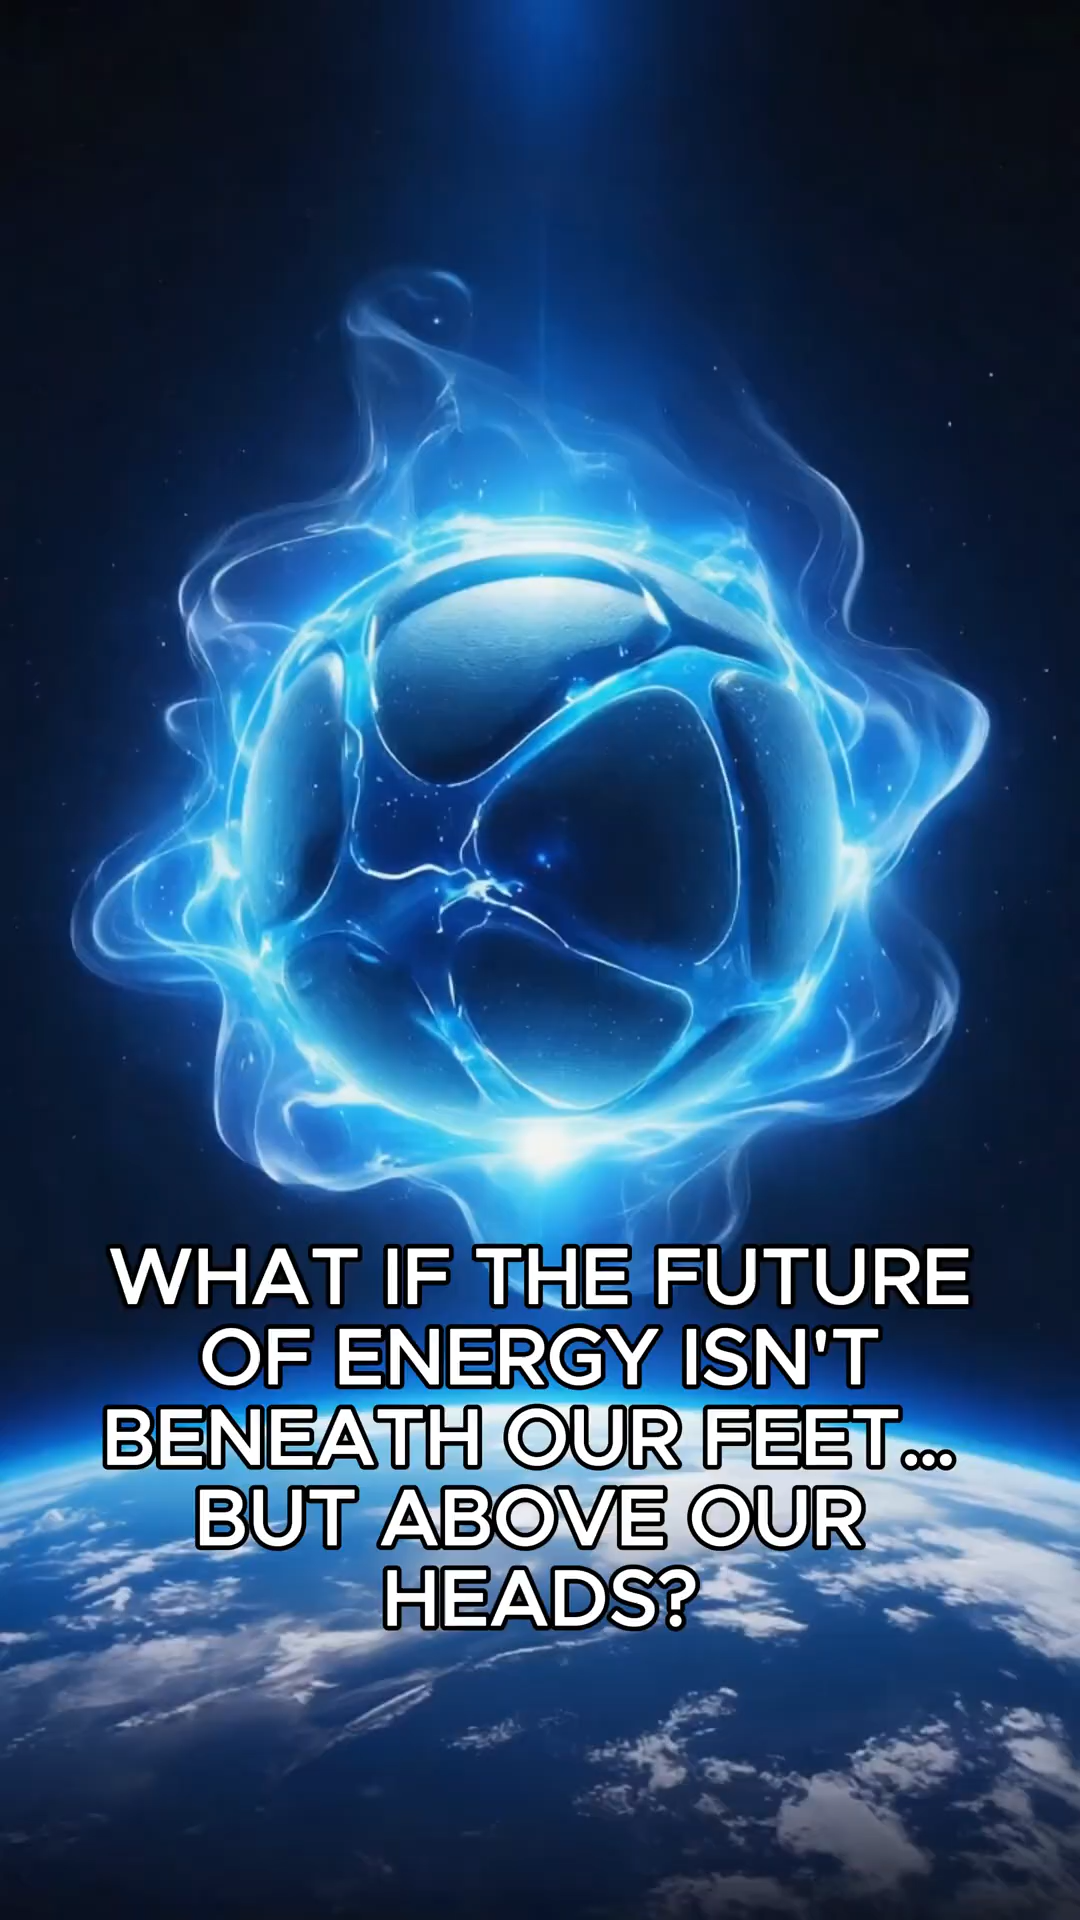 WHAT IF THE FUTURE
OF ENERGY ISN'T
BENEATH OUR FEET...
BUT ABOVE OUR
HEADS?